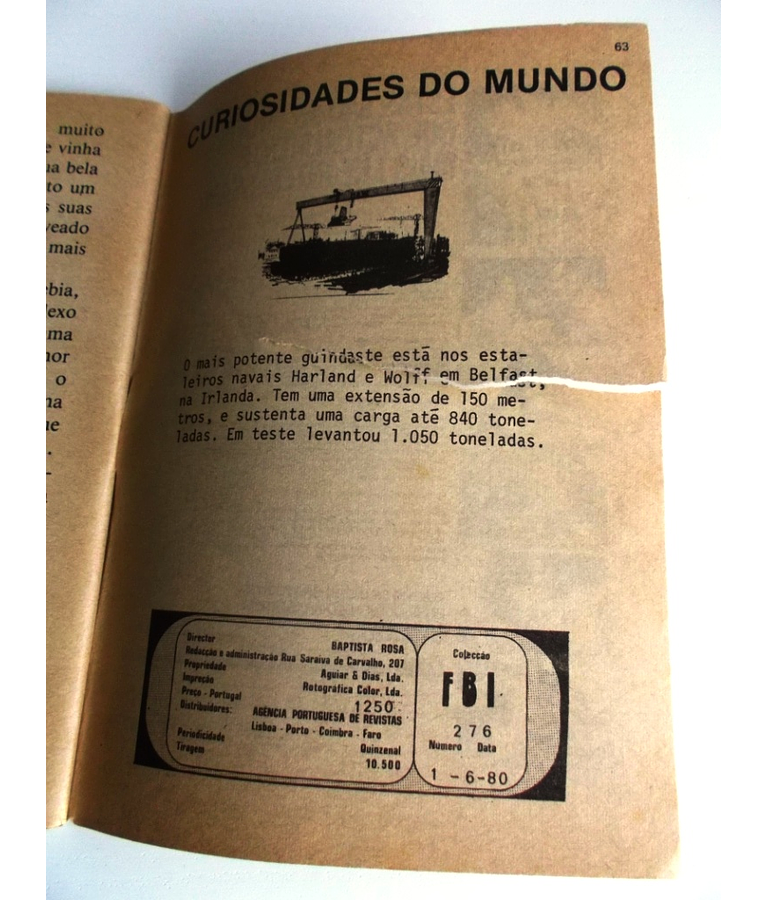 muito
vinha
bela
um
suas
mais
63
CURIOSIDADES DO MUNDO
O mais potente guindaste está nos esta-
leiros navais Harland e Wolff em Belfast,
na Irlanda. Tem uma extensão de 150 me-
tros, e sustenta uma carga até 840 tone-
ladas. Em teste levantou 1.050 toneladas.
Director BAPTISTA ROSA
Redacção e administração Rua Saraiva de Carvalho, 207
Propriedade Aguiar & Dias, Lda.
Impreção Rotográfica Color, Lda.
Preço - Portugal 1250
Distribuidores: AGÊNCIA PORTUGUESA DE REVISTAS
Lisboa - Porto - Coimbra - Faro
Periodicidade Quinzenal
Tiragem 10.500
Colecção
FBI
276
Numero Data
1 -6-80